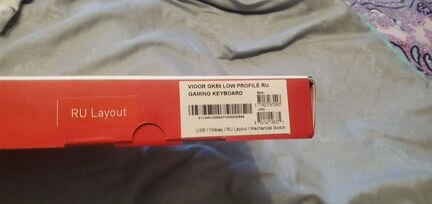 RU Layout
VIGOR GK50 LOW PROFILE RU
GAMING KEYBOARD
USB / 104key / RU Layout / Mechanical Switch